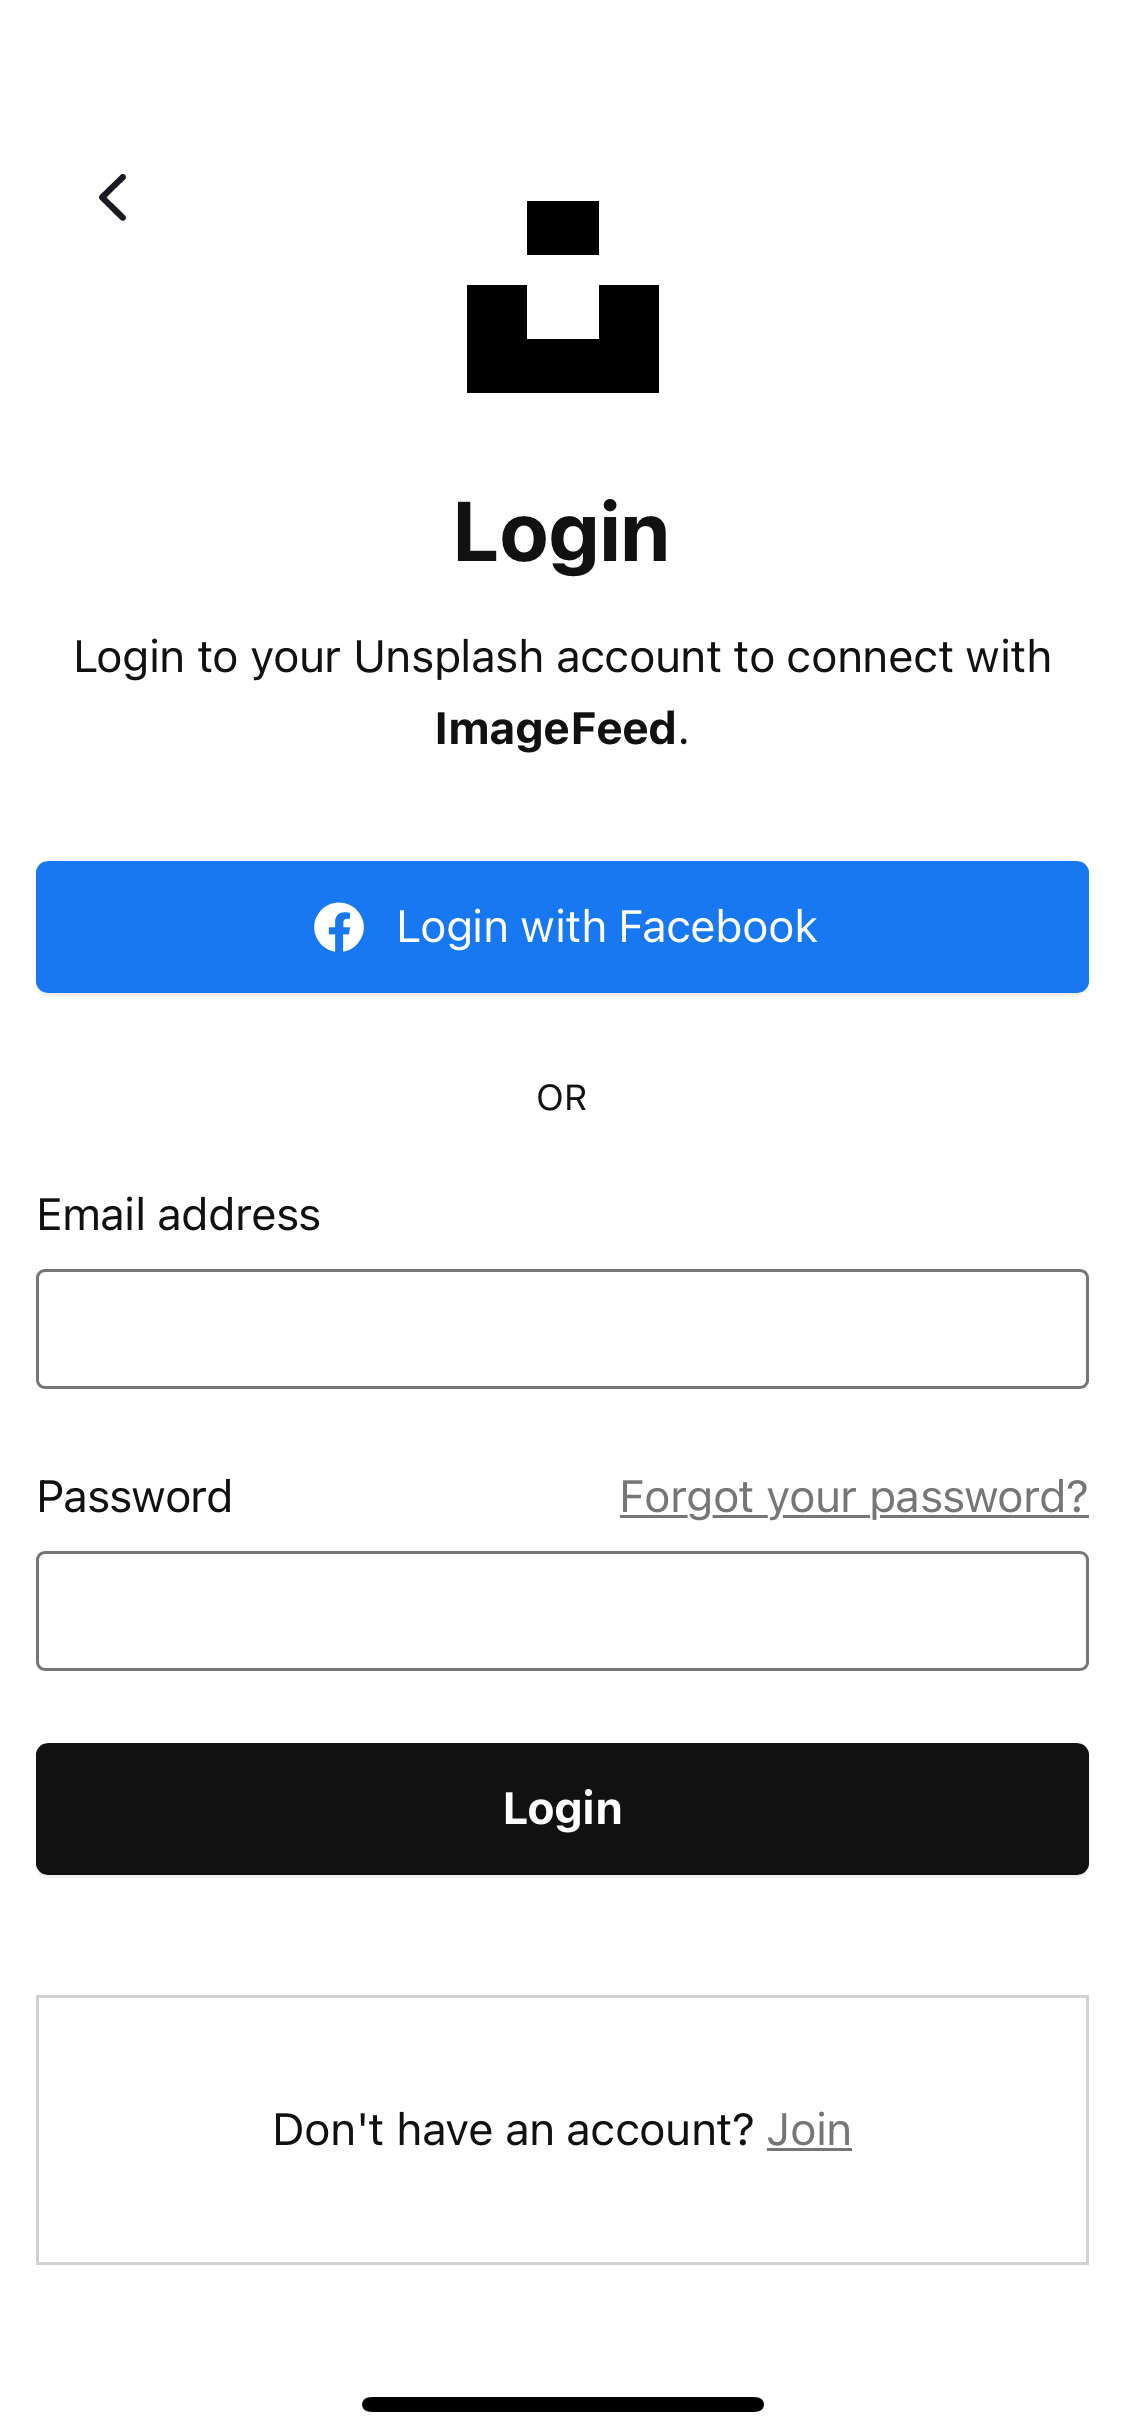 Login
Login to your Unsplash account to connect with
ImageFeed.
Login with Facebook
OR
Email address
Password
Forgot your password?
Login
Don't have an account? Join